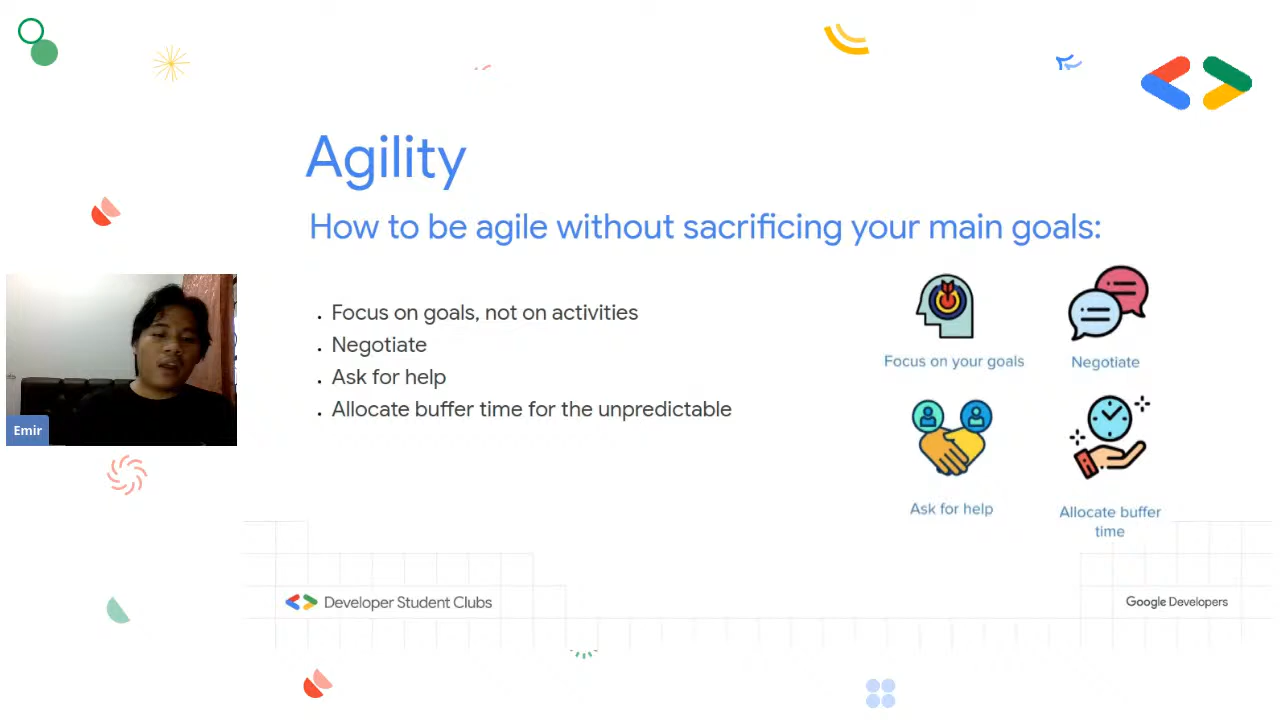 Agility
How to be agile without sacrificing your main goals:
. Focus on goals, not on activities
. Negotiate
. Ask for help
. Allocate buffer time for the unpredictable
Focus on your goals
Negotiate
Ask for help
Allocate buffer
time
Emir
Developer Student Clubs
Google Developers